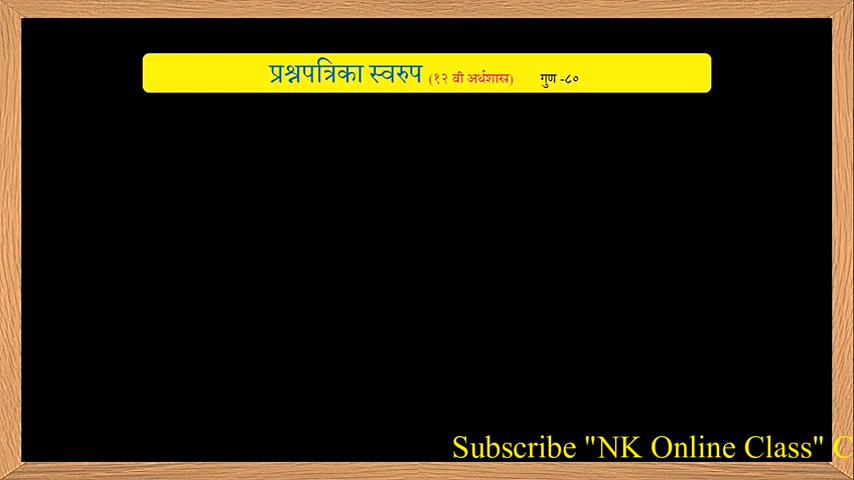 प्रश्नपत्रिका स्वरुप (१२ वी अर्थशास्त्र) गुण -८०
Subscribe "NK Online Class" C